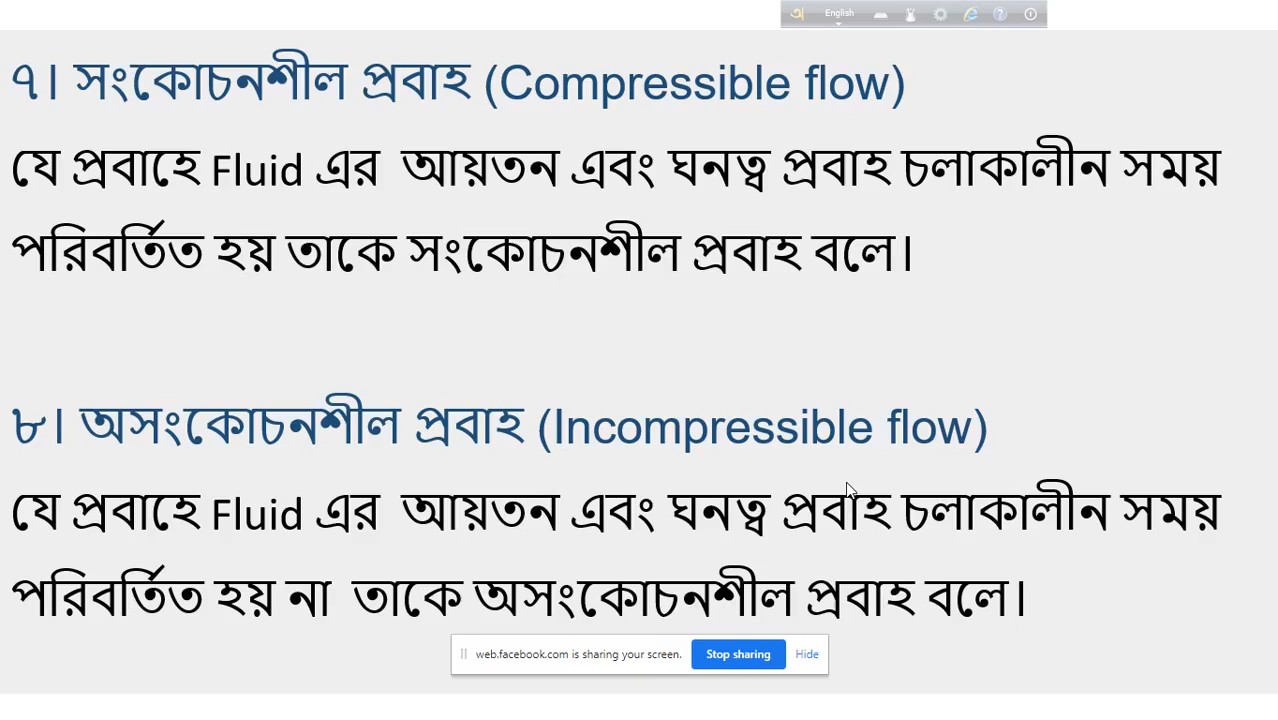 English
৭। সংকোচনশীল প্রবাহ (Compressible flow)
যে প্রবাহে Fluid এর আয়তন এবং ঘনত্ব প্রবাহ চলাকালীন সময়
পরিবর্তিত হয় তাকে সংকোচনশীল প্রবাহ বলে।
৮। অসংকোচনশীল প্রবাহ (Incompressible flow)
যে প্রবাহে Fluid এর আয়তন এবং ঘনত্ব প্রবাহ চলাকালীন সময়
পরিবর্তিত হয় না তাকে অসংকোচনশীল প্রবাহ বলে।
web.facebook.com is sharing your screen. Stop sharing Hide